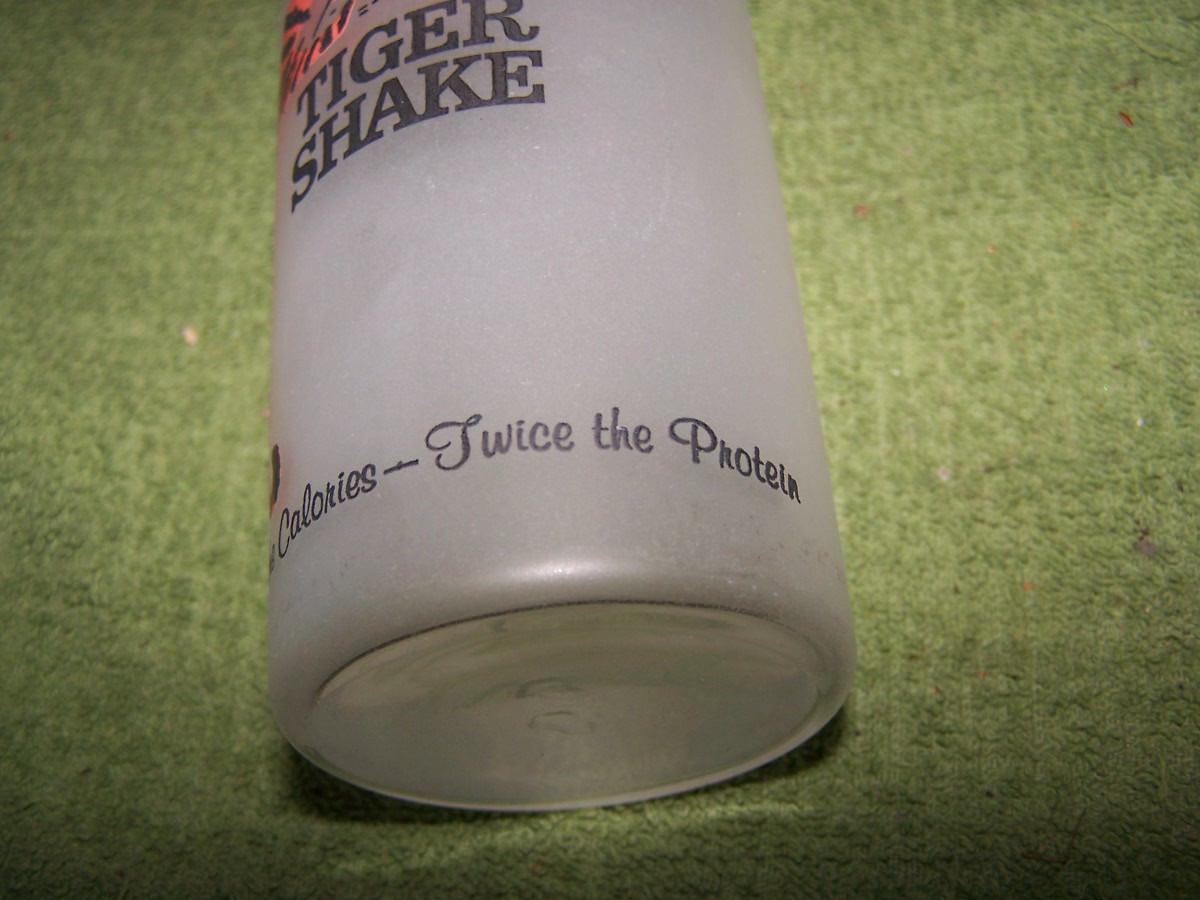 TIGER
SHAKE
Calories — Twice the Protein